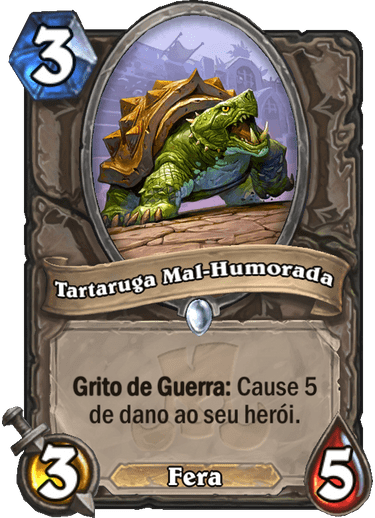 3
Tartaruga Mal-Humorada
Grito de Guerra: Cause 5
de dano ao seu herói.
3
Fera
5